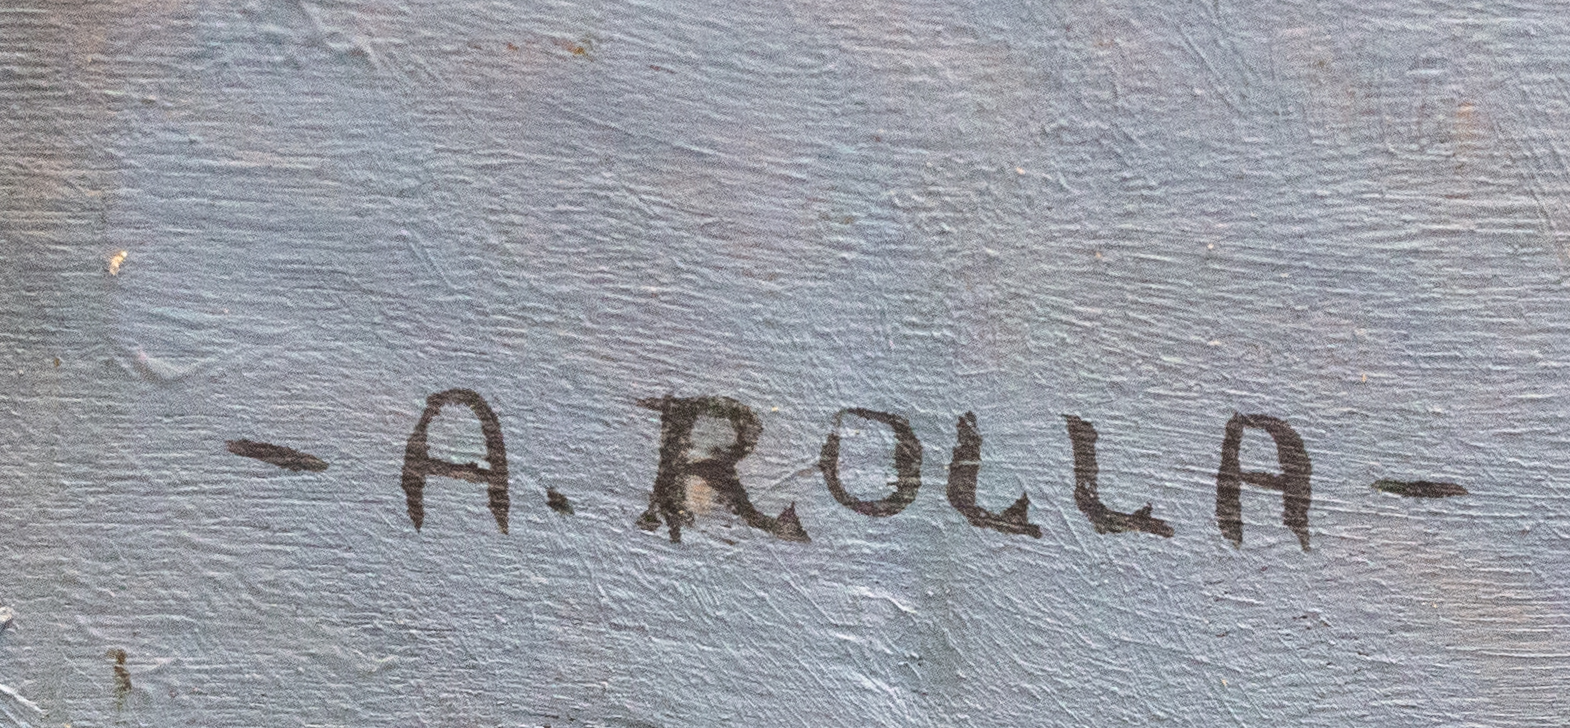 - A. ROLLA -